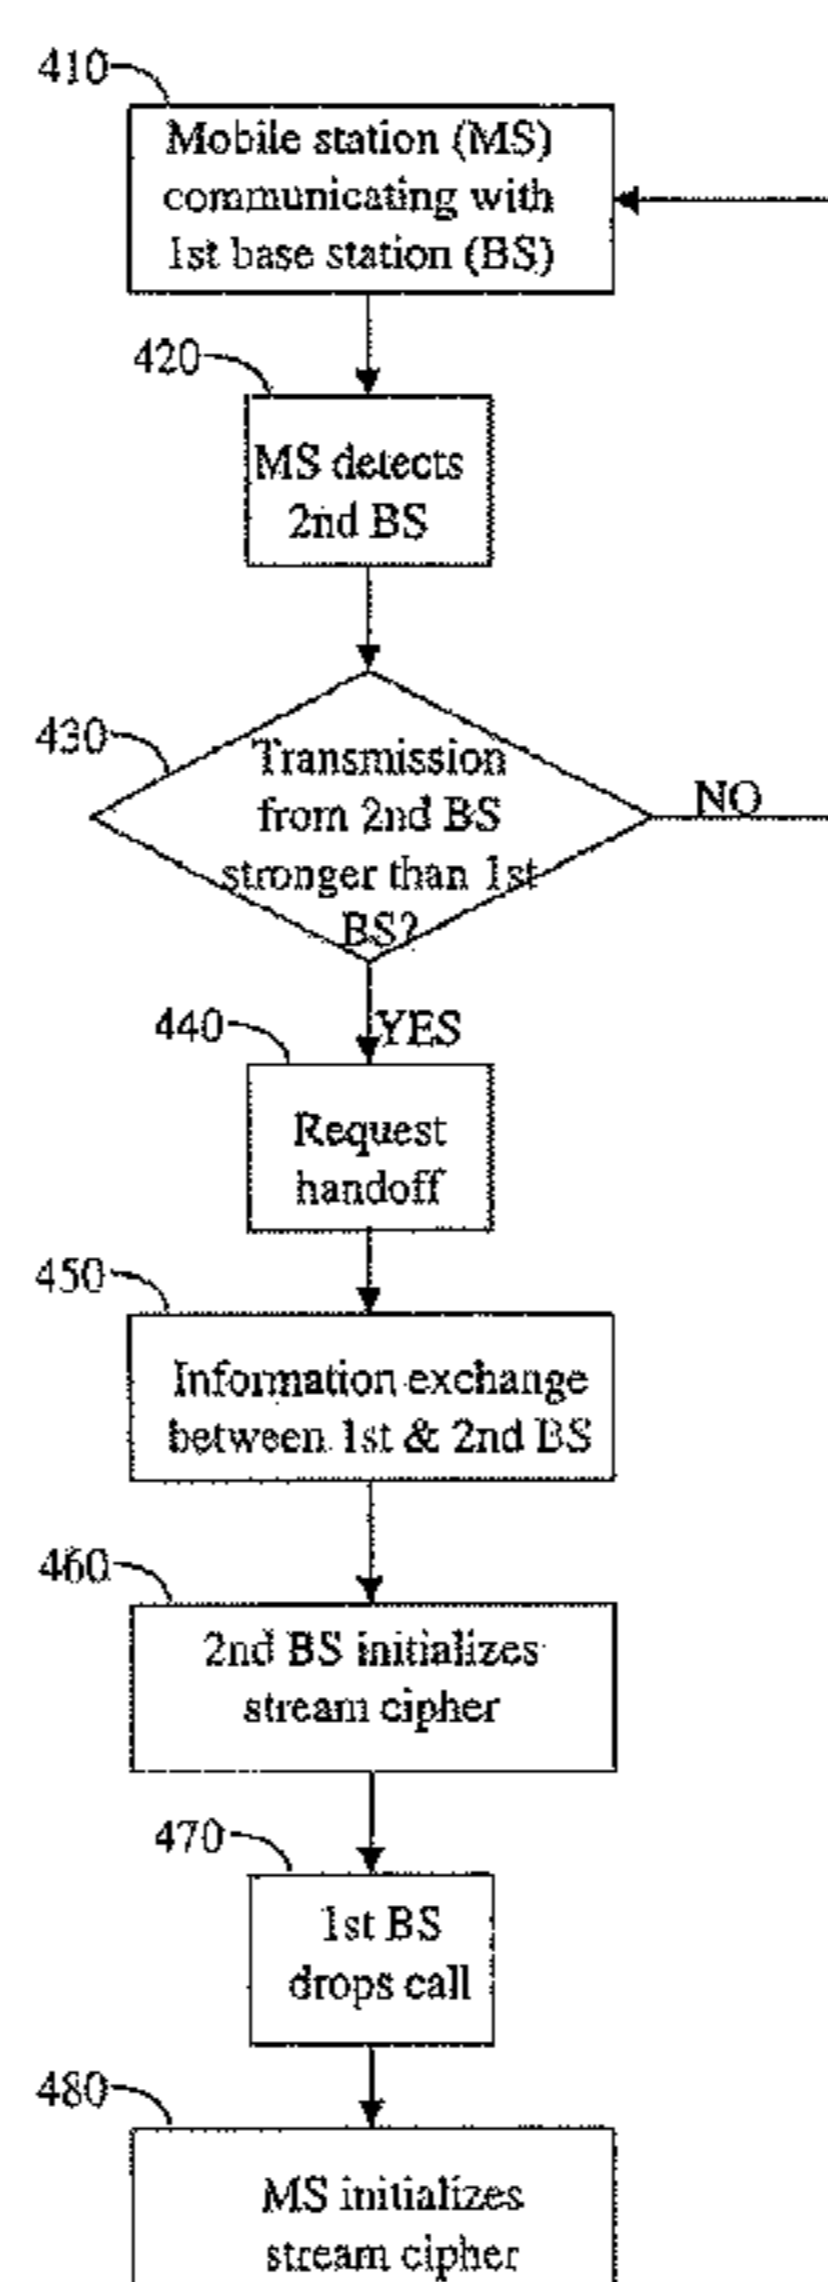 410
Mobile station (MS)
communicating with
1st base station (BS)
420
MS detects
2nd BS
430
Transmission
from 2nd BS
stronger than 1st
BS?
NO
YES
440
Request
handoff
450
Information exchange
between 1st & 2nd BS
460
2nd BS initializes
stream cipher
470
1st BS
drops call
480
MS initializes
stream cipher